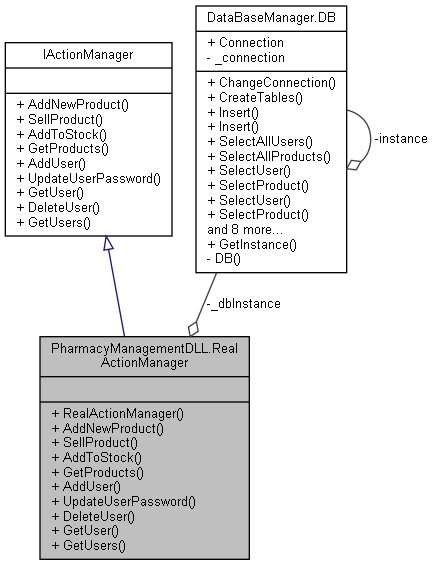 IActionManager
+ AddNewProduct()
+ SellProduct()
+ AddToStock()
+ GetProducts()
+ AddUser()
+ UpdateUserPassword()
+ GetUser()
+ DeleteUser()
+ GetUsers()
DataBaseManager.DB
+ Connection
- _connection
+ ChangeConnection()
+ CreateTables()
+ Insert()
+ Insert()
+ SelectAllUsers()
+ SelectAllProducts()
+ SelectUser()
+ SelectProduct()
+ SelectUser()
+ SelectProduct()
and 8 more...
+ GetInstance()
- DB()
-instance
-_dbInstance
PharmacyManagementDLL.Real
ActionManager
+ RealActionManager()
+ AddNewProduct()
+ SellProduct()
+ AddToStock()
+ GetProducts()
+ AddUser()
+ UpdateUserPassword()
+ DeleteUser()
+ GetUser()
+ GetUsers()